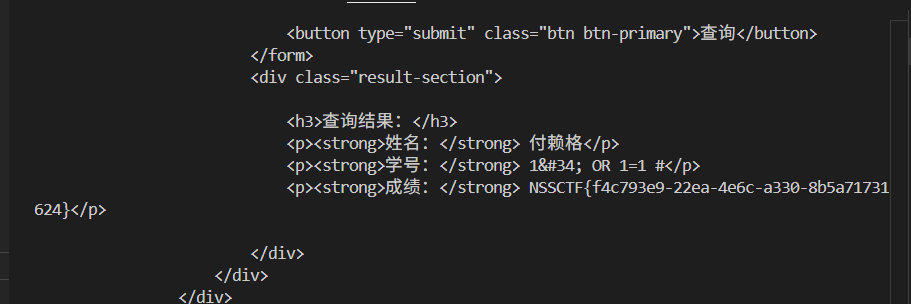 <button type="submit" class="btn btn-primary">查询</button>
</form>
<div class="result-section">
<h3>查询结果：</h3>
<p><strong>姓名：</strong> 付赖格</p>
<p><strong>学号：</strong> 1&#34; OR 1=1 #</p>
<p><strong>成绩：</strong> NSSCTF{f4c793e9-22ea-4e6c-a330-8b5a71731
624}</p>
</div>
</div>
</div>